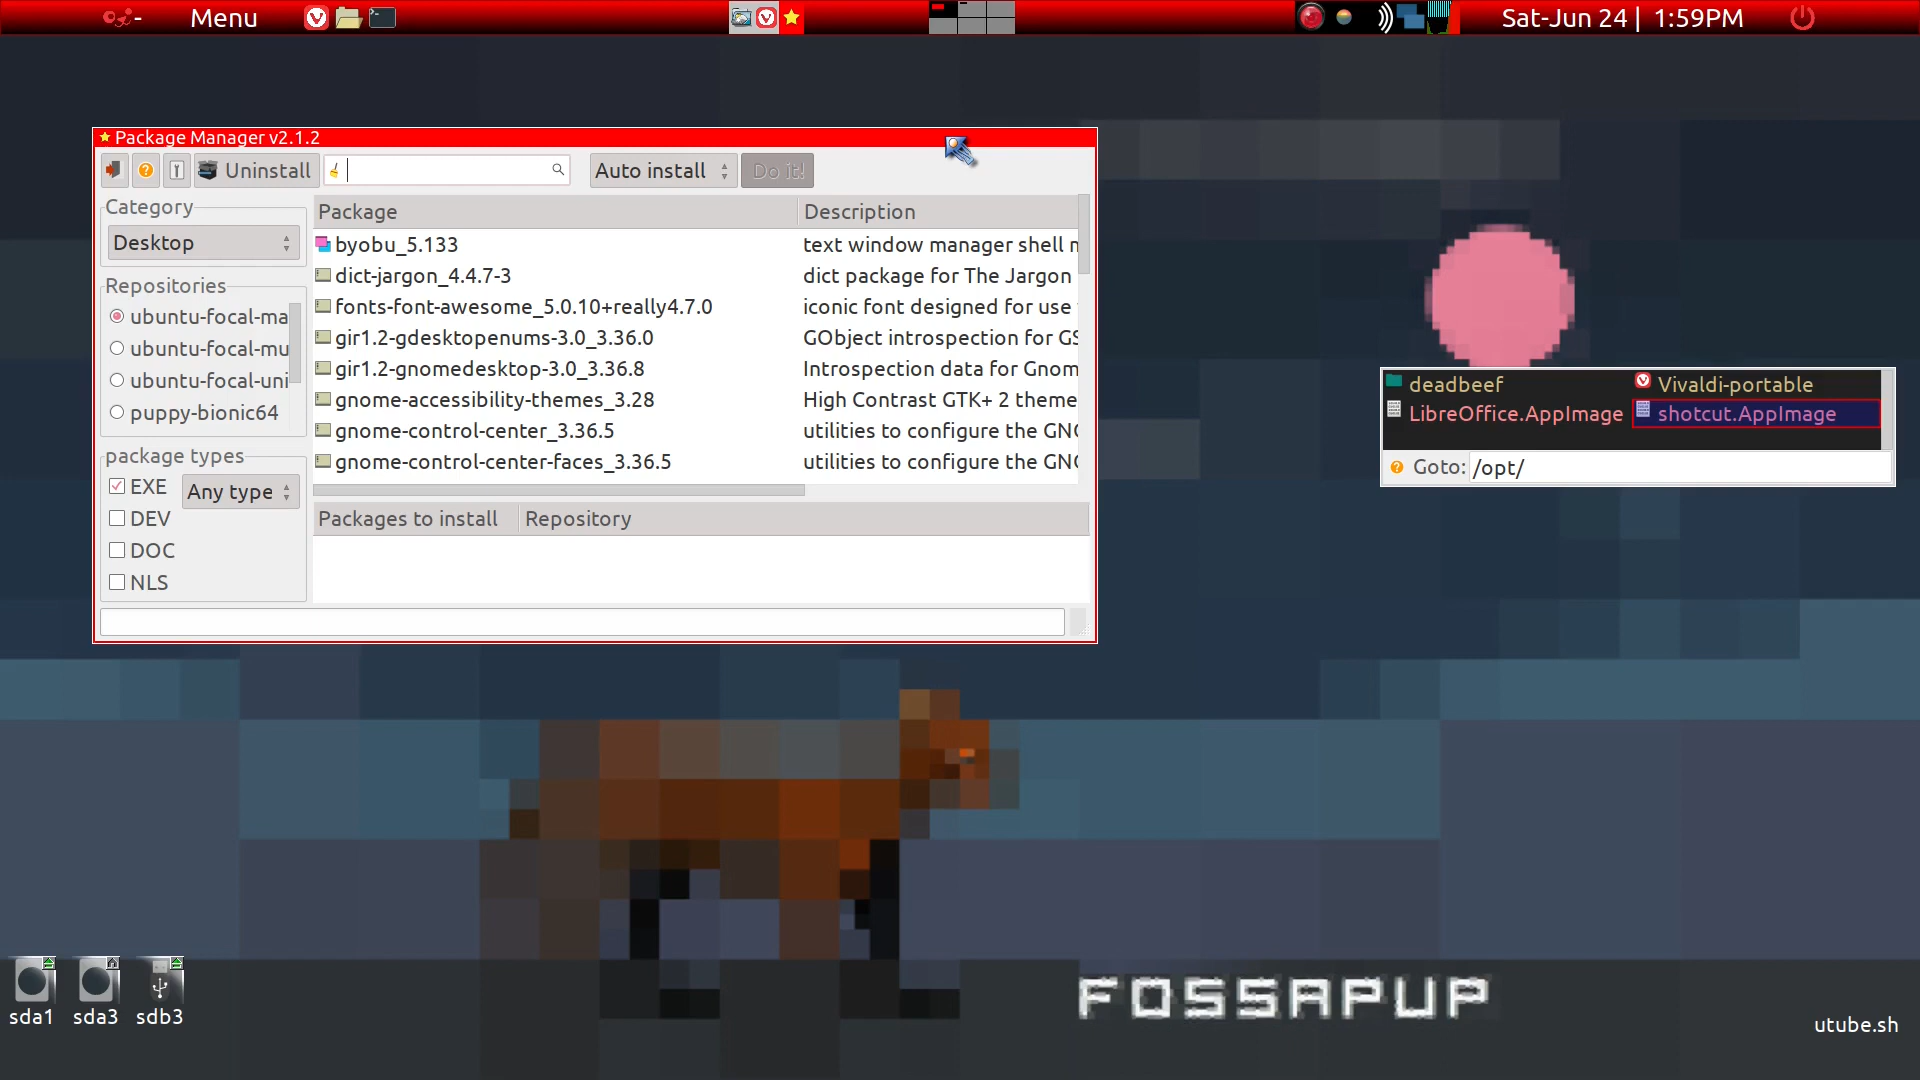 Menu
Sat-Jun 24 | 1:59PM
Package Manager v2.1.2
Uninstall
Auto install
Do it!
Category
Desktop
Repositories
ubuntu-focal-ma
ubuntu-focal-mu
ubuntu-focal-uni
puppy-bionic64
package types
EXE
Any type
DEV
DOC
NLS
Package Description
byobu_5.133 text window manager shell m
dict-jargon_4.4.7-3 dict package for The Jargon
fonts-font-awesome_5.0.10+really4.7.0 iconic font designed for use
gir1.2-gdesktopenums-3.0_3.36.0 GObject introspection for GS
gir1.2-gnomedesktop-3.0_3.36.8 Introspection data for Gnom
gnome-accessibility-themes_3.28 High Contrast GTK+ 2 theme
gnome-control-center_3.36.5 utilities to configure the GNO
gnome-control-center-faces_3.36.5 utilities to configure the GNO
Packages to install Repository
deadbeef Vivaldi-portable
LibreOffice.AppImage shotcut.AppImage
Goto: /opt/
FOSSAPUP
sda1 sda3 sdb3
utube.sh